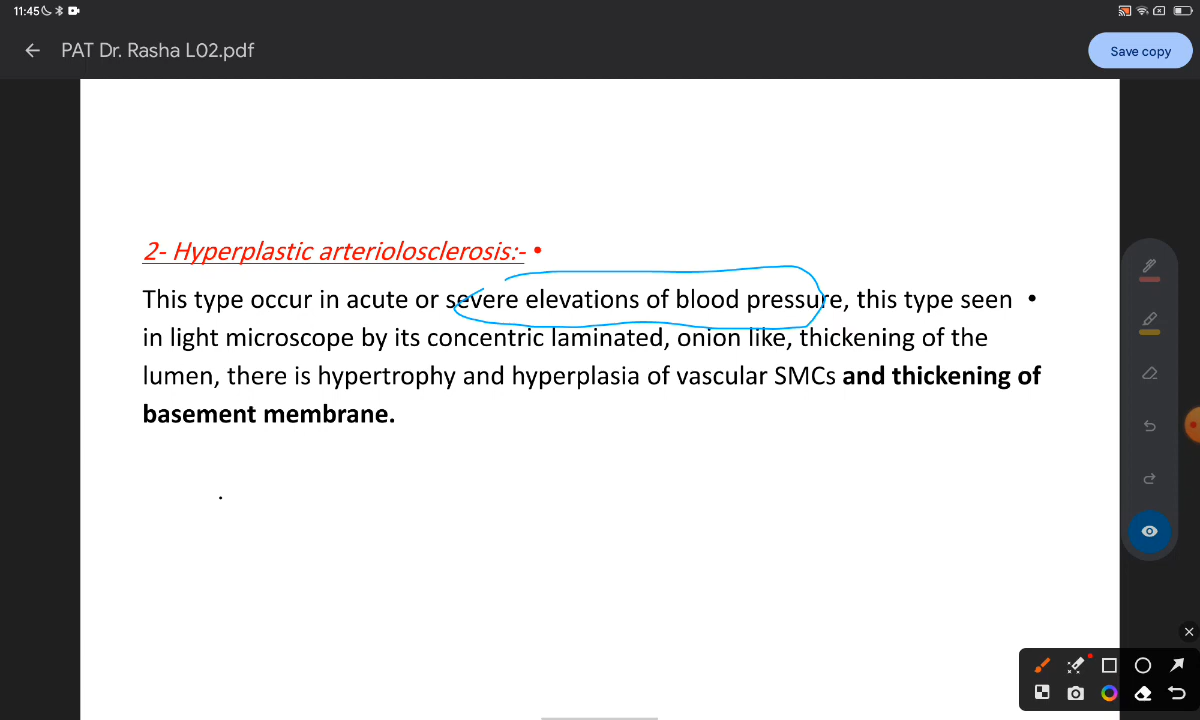 11:45
PAT Dr. Rasha L02.pdf
Save copy
2- Hyperplastic arteriolosclerosis:- •
This type occur in acute or severe elevations of blood pressure, this type seen •
in light microscope by its concentric laminated, onion like, thickening of the
lumen, there is hypertrophy and hyperplasia of vascular SMCs and thickening of
basement membrane.
.